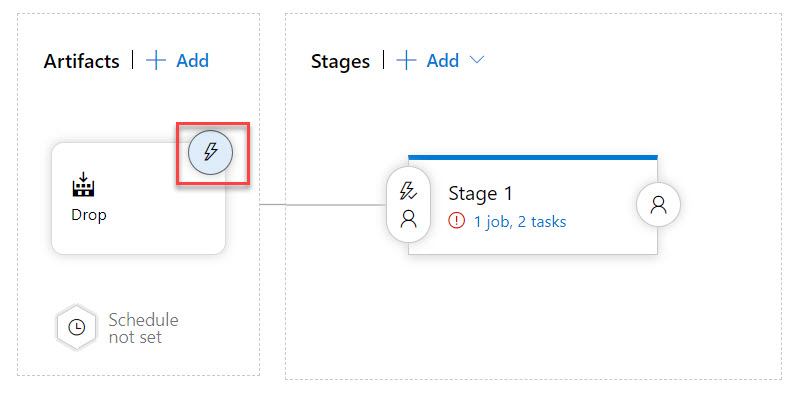 Artifacts | + Add
Stages | + Add
Drop
Stage 1
1 job, 2 tasks
Schedule
not set